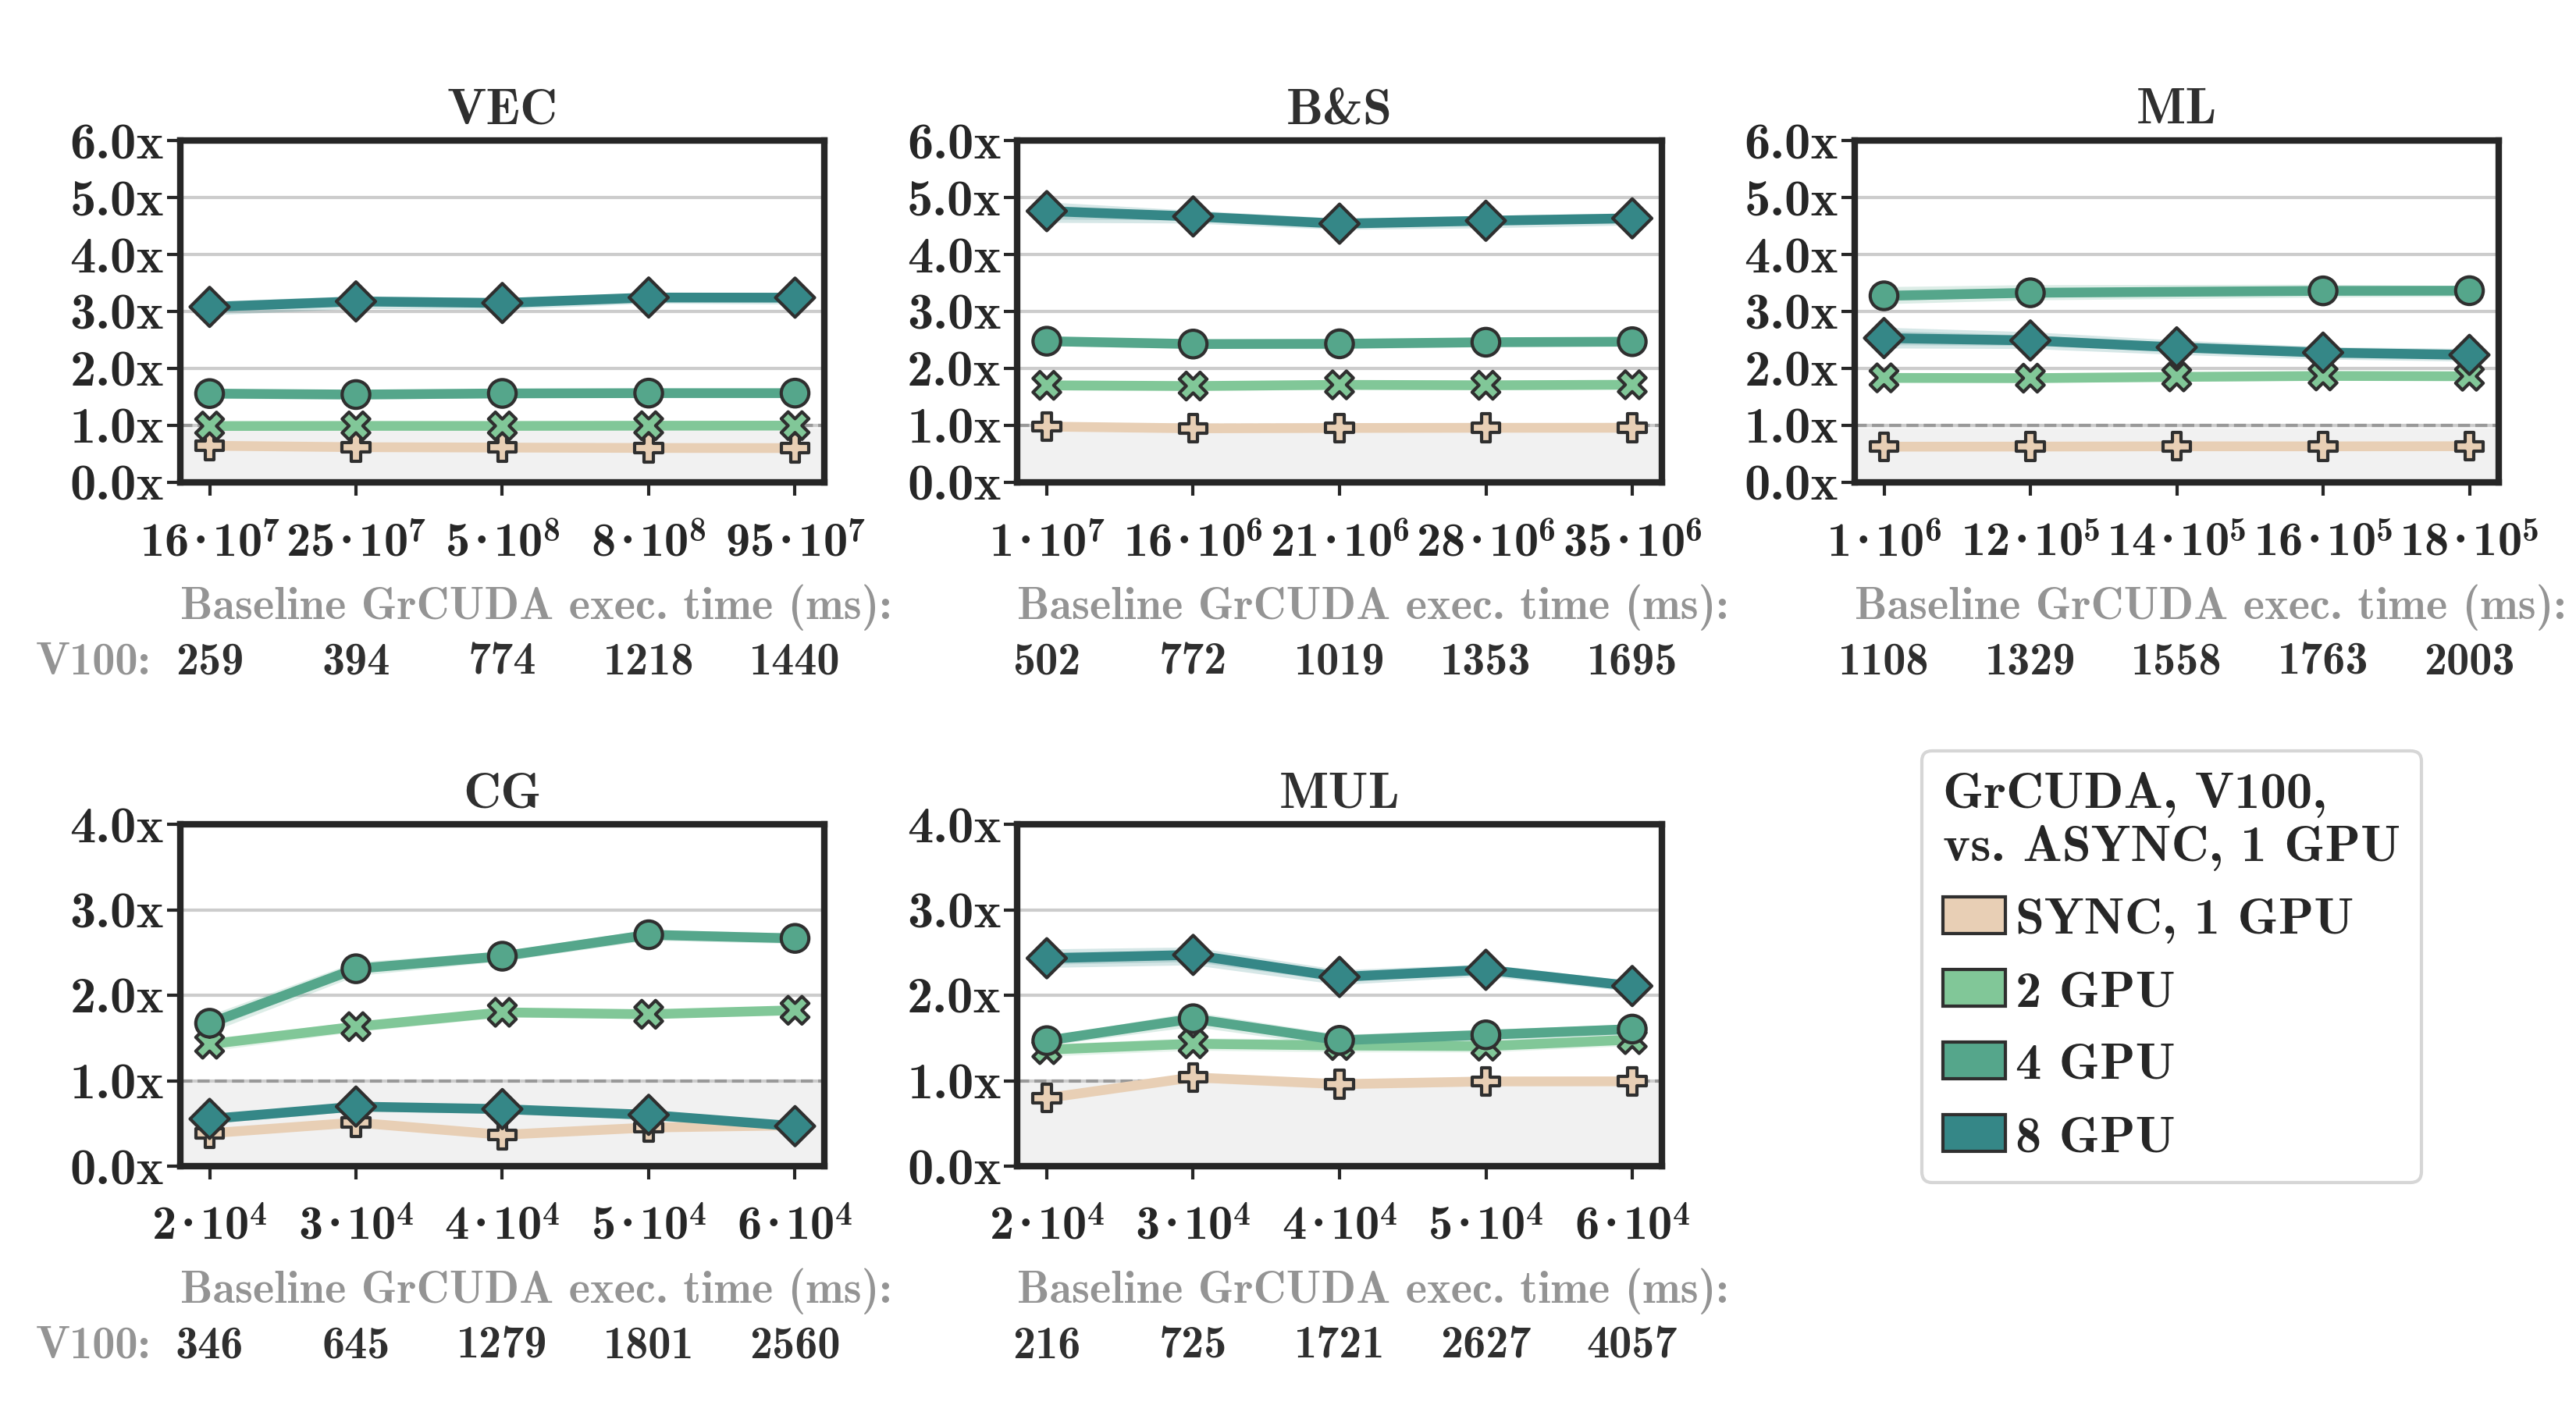 VEC
6.0x
5.0x
4.0x
3.0x
2.0x
1.0x
0.0x
16·10⁷ 25·10⁷ 5·10⁸ 8·10⁸ 95·10⁷
Baseline GrCUDA exec. time (ms):
V100: 259 394 774 1218 1440
B&S
6.0x
5.0x
4.0x
3.0x
2.0x
1.0x
0.0x
1·10⁷ 16·10⁶ 21·10⁶ 28·10⁶ 35·10⁶
Baseline GrCUDA exec. time (ms):
502 772 1019 1353 1695
ML
6.0x
5.0x
4.0x
3.0x
2.0x
1.0x
0.0x
1·10⁶ 12·10⁵ 14·10⁵ 16·10⁵ 18·10⁵
Baseline GrCUDA exec. time (ms):
1108 1329 1558 1763 2003
CG
4.0x
3.0x
2.0x
1.0x
0.0x
2·10⁴ 3·10⁴ 4·10⁴ 5·10⁴ 6·10⁴
Baseline GrCUDA exec. time (ms):
V100: 346 645 1279 1801 2560
MUL
4.0x
3.0x
2.0x
1.0x
0.0x
2·10⁴ 3·10⁴ 4·10⁴ 5·10⁴ 6·10⁴
Baseline GrCUDA exec. time (ms):
216 725 1721 2627 4057
GrCUDA, V100,
vs. ASYNC, 1 GPU
SYNC, 1 GPU
2 GPU
4 GPU
8 GPU